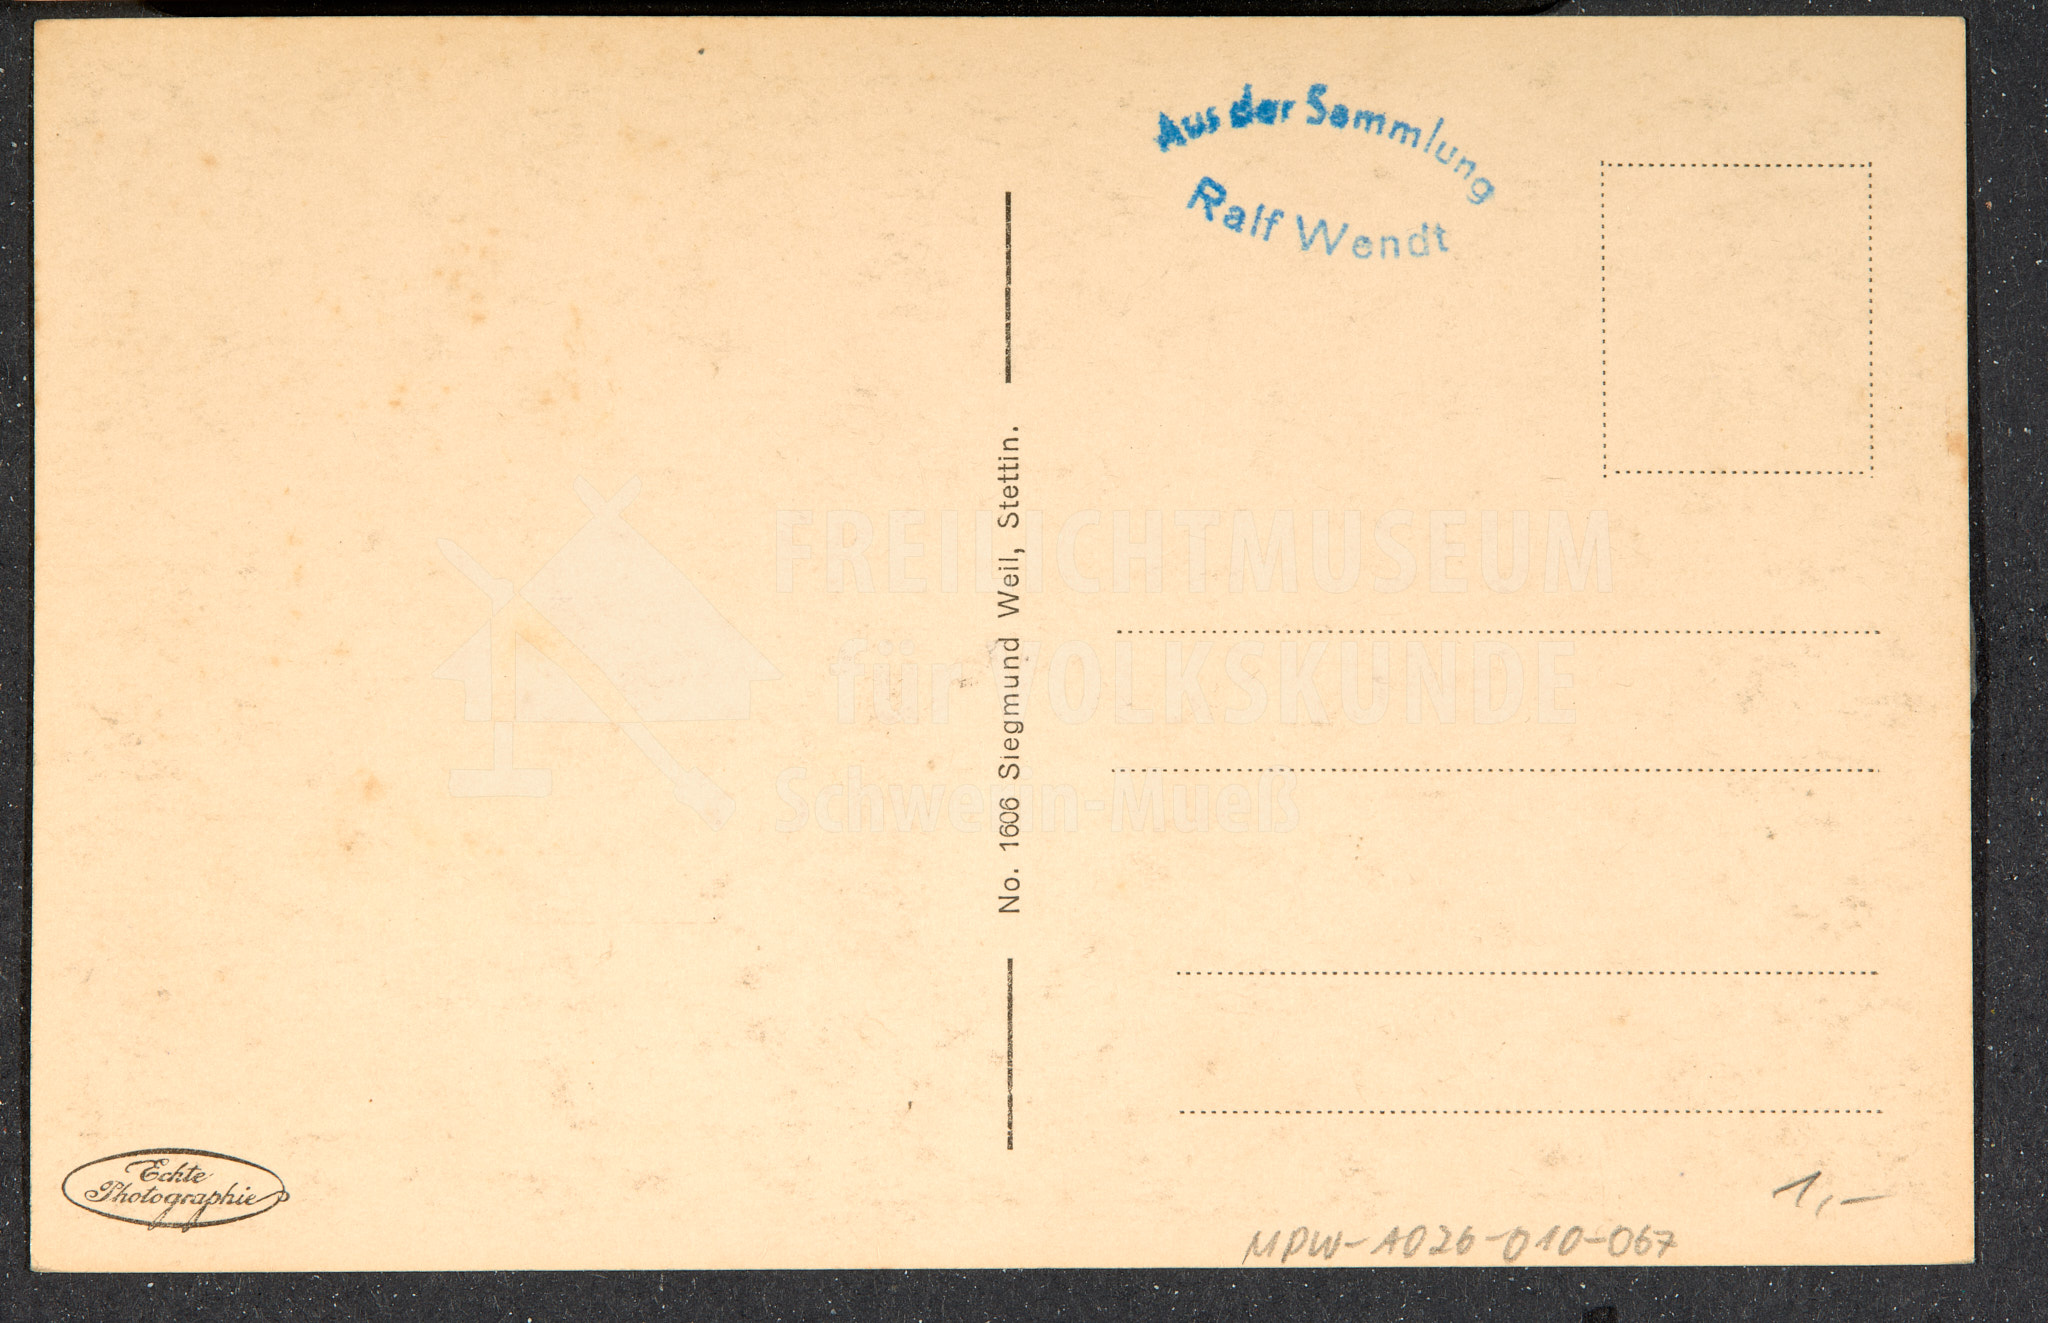 Aus der Sammlung
Ralf Wendt
No. 1606 Siegmund Weil, Stettin.
FREILICHTMUSEUM
für VOLKSKUNDE
Schwerin-Mueß
Echte
Photographie
1,-
MPW-A026-010-067